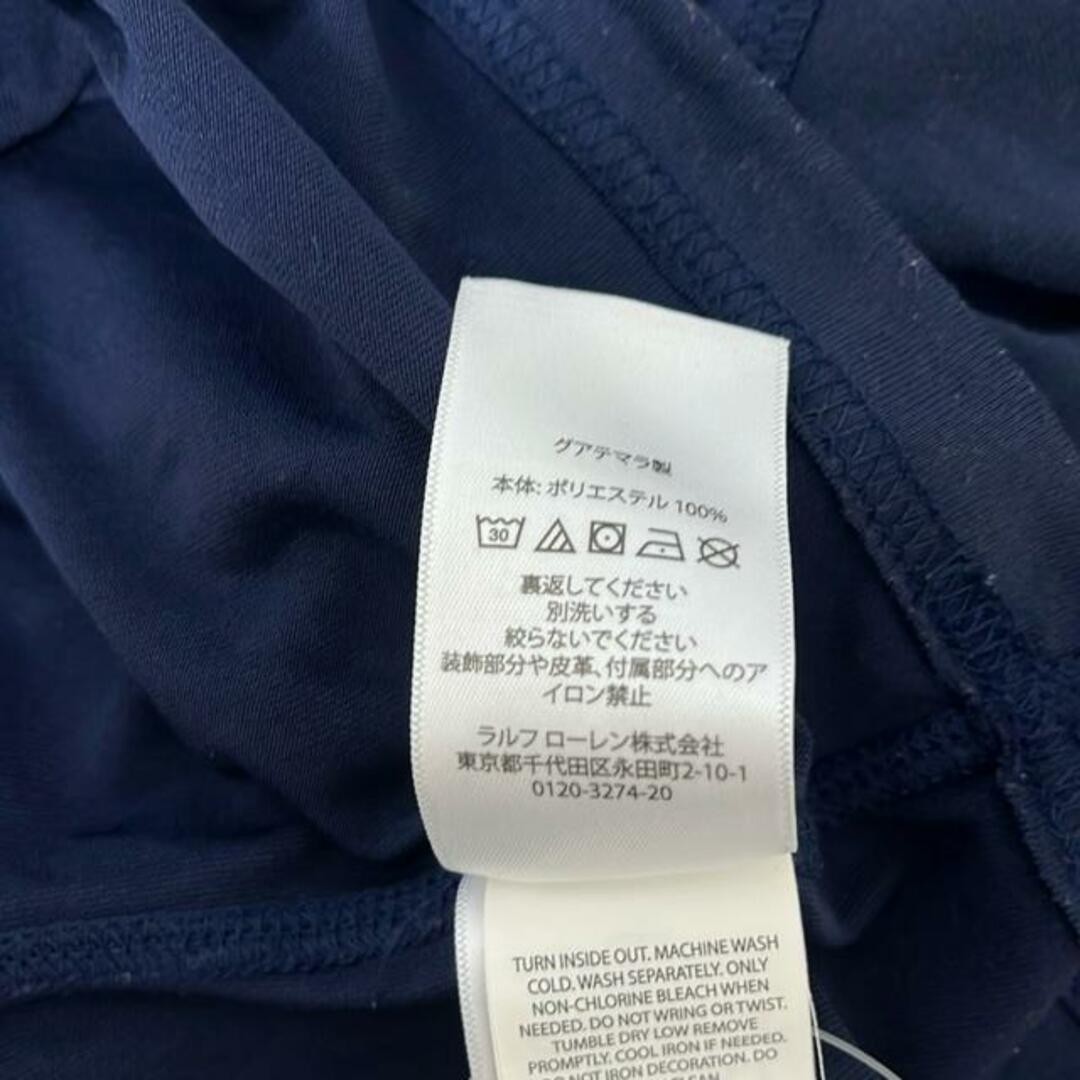 グアテマラ製
本体: ポリエステル 100%
30
裏返してください
別洗いする
絞らないでください
装飾部分や皮革、付属部分へのア
イロン禁止
ラルフ ローレン株式会社
東京都千代田区永田町2-10-1
0120-3274-20
TURN INSIDE OUT. MACHINE WASH
COLD. WASH SEPARATELY. ONLY
NON-CHLORINE BLEACH WHEN
NEEDED. DO NOT WRING OR TWIST.
TUMBLE DRY LOW REMOVE
PROMPTLY. COOL IRON IF NEEDED.
DO NOT IRON DECORATION. DO
CLEAN